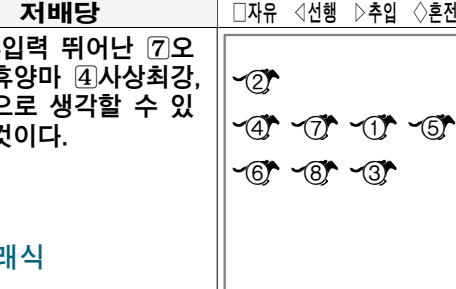 저배당
□자유 ◁선행 ▷추입 ◇혼전
입력 뛰어난 7오
휴양마 4사상최강,
으로 생각할 수 있
것이다.
②
④ ⑦ ① ⑤
⑥ ⑧ ③
래식